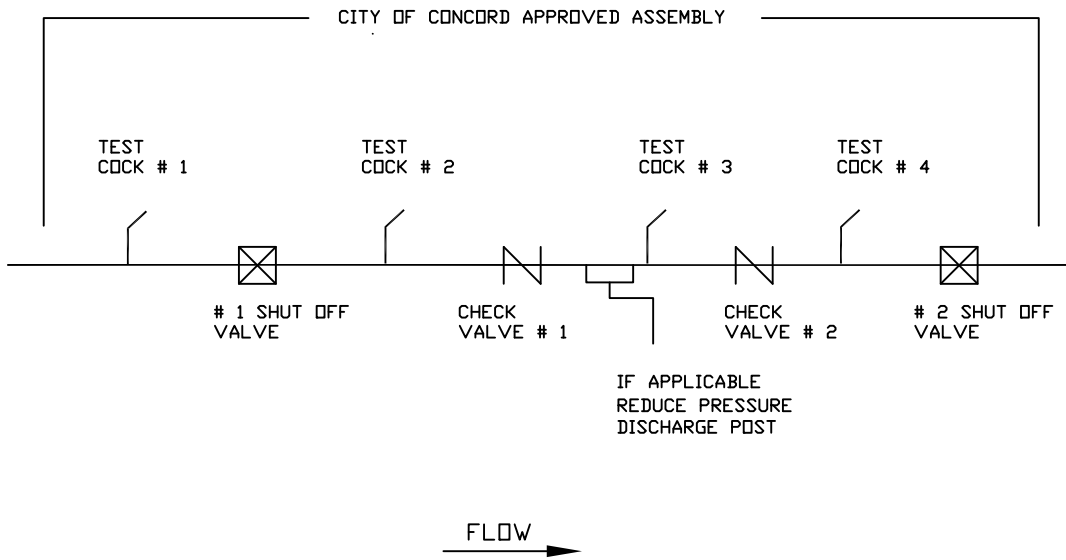 CITY OF CONCORD APPROVED ASSEMBLY
TEST
COCK # 1
TEST
COCK # 2
TEST
COCK # 3
TEST
COCK # 4
# 1 SHUT OFF
VALVE
CHECK
VALVE # 1
CHECK
VALVE # 2
# 2 SHUT OFF
VALVE
IF APPLICABLE
REDUCE PRESSURE
DISCHARGE POST
FLOW